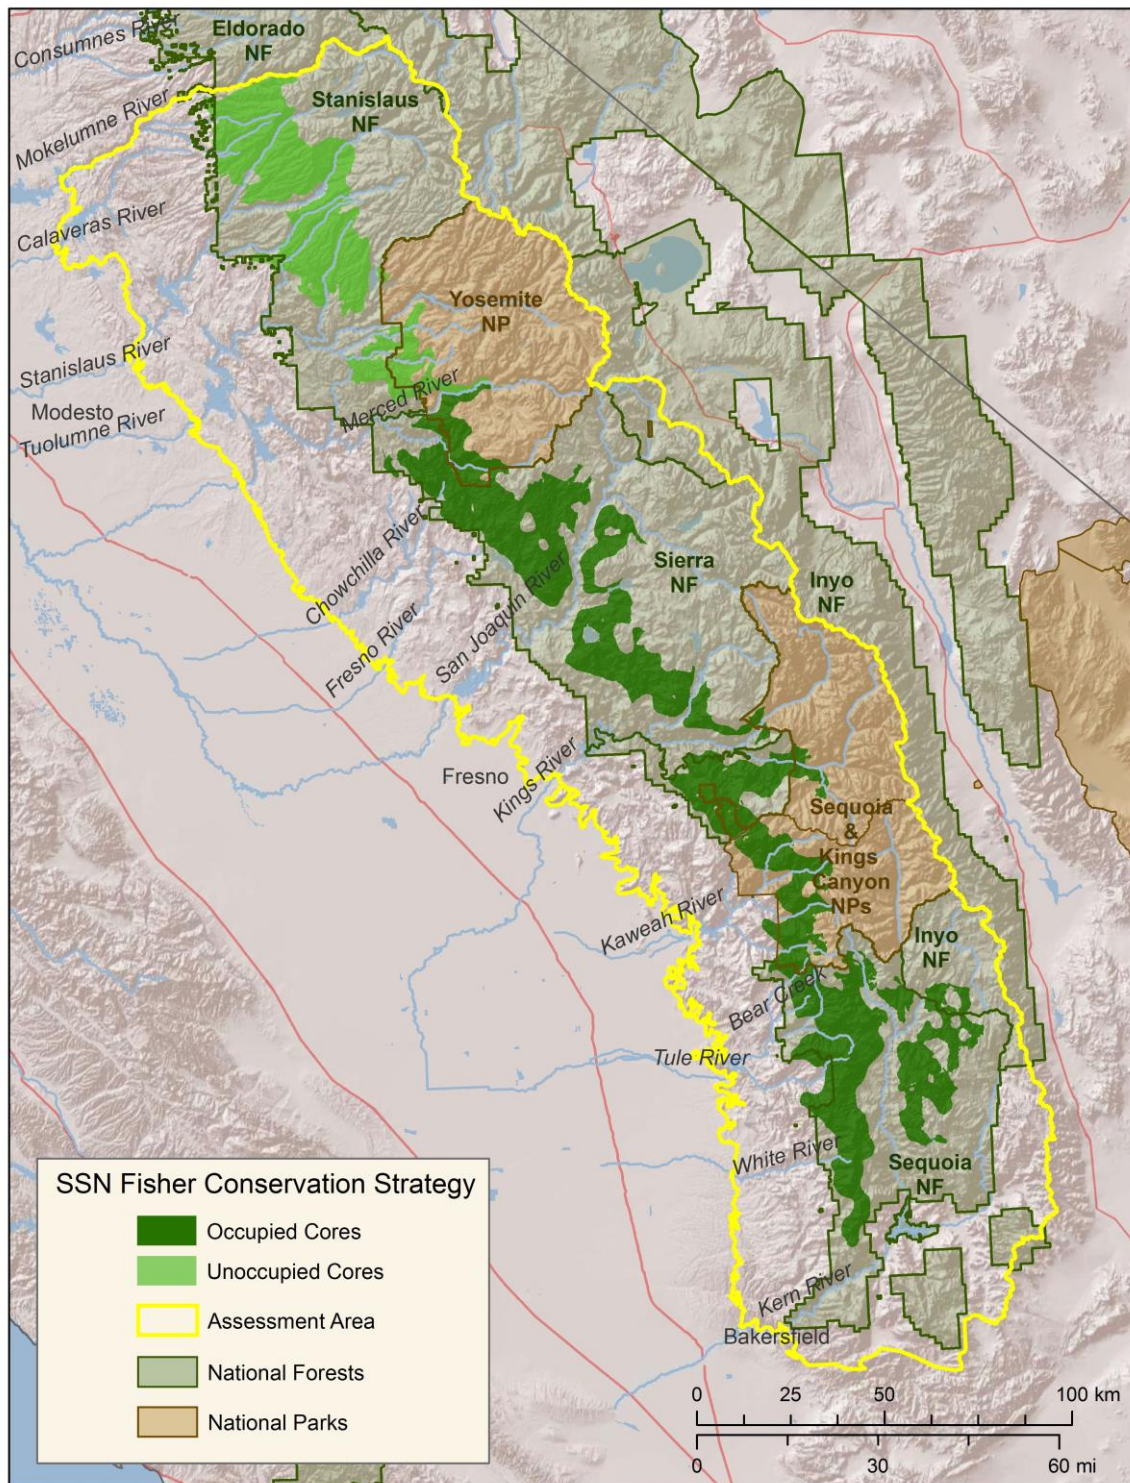 Consumnes River
Eldorado
NF
Stanislaus
NF
Mokelumne River
Calaveras River
Yosemite
NP
Stanislaus River
Modesto
Tuolumne River
Merced River
Chowchilla River
Sierra
NF
Inyo
NF
Fresno River
San Joaquin River
Fresno
Kings River
Sequoia
&
Kings
Canyon
NPs
Kaweah River
Inyo
NF
Bear Creek
Tule River
White River
Sequoia
NF
Kern River
Bakersfield
SSN Fisher Conservation Strategy
Occupied Cores
Unoccupied Cores
Assessment Area
National Forests
National Parks
0 25 50 100 km
0 30 60 mi